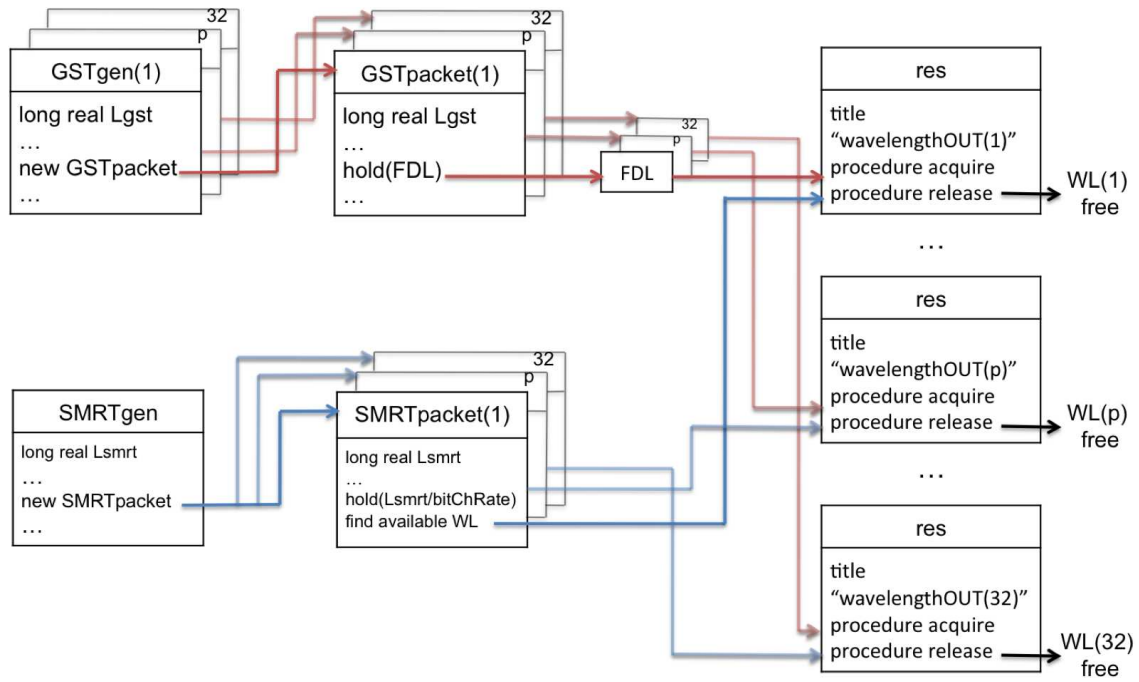 32
p
GSTgen(1)
long real Lgst
...
new GSTpacket
...
32
p
GSTpacket(1)
long real Lgst
...
hold(FDL)
...
32
p
FDL
res
title
“wavelengthOUT(1)”
procedure acquire
procedure release
WL(1)
free
...
res
title
“wavelengthOUT(p)”
procedure acquire
procedure release
WL(p)
free
...
SMRTgen
long real Lsmrt
...
new SMRTpacket
...
32
p
SMRTpacket(1)
long real Lsmrt
...
hold(Lsmrt/bitChRate)
find available WL
res
title
“wavelengthOUT(32)”
procedure acquire
procedure release
WL(32)
free